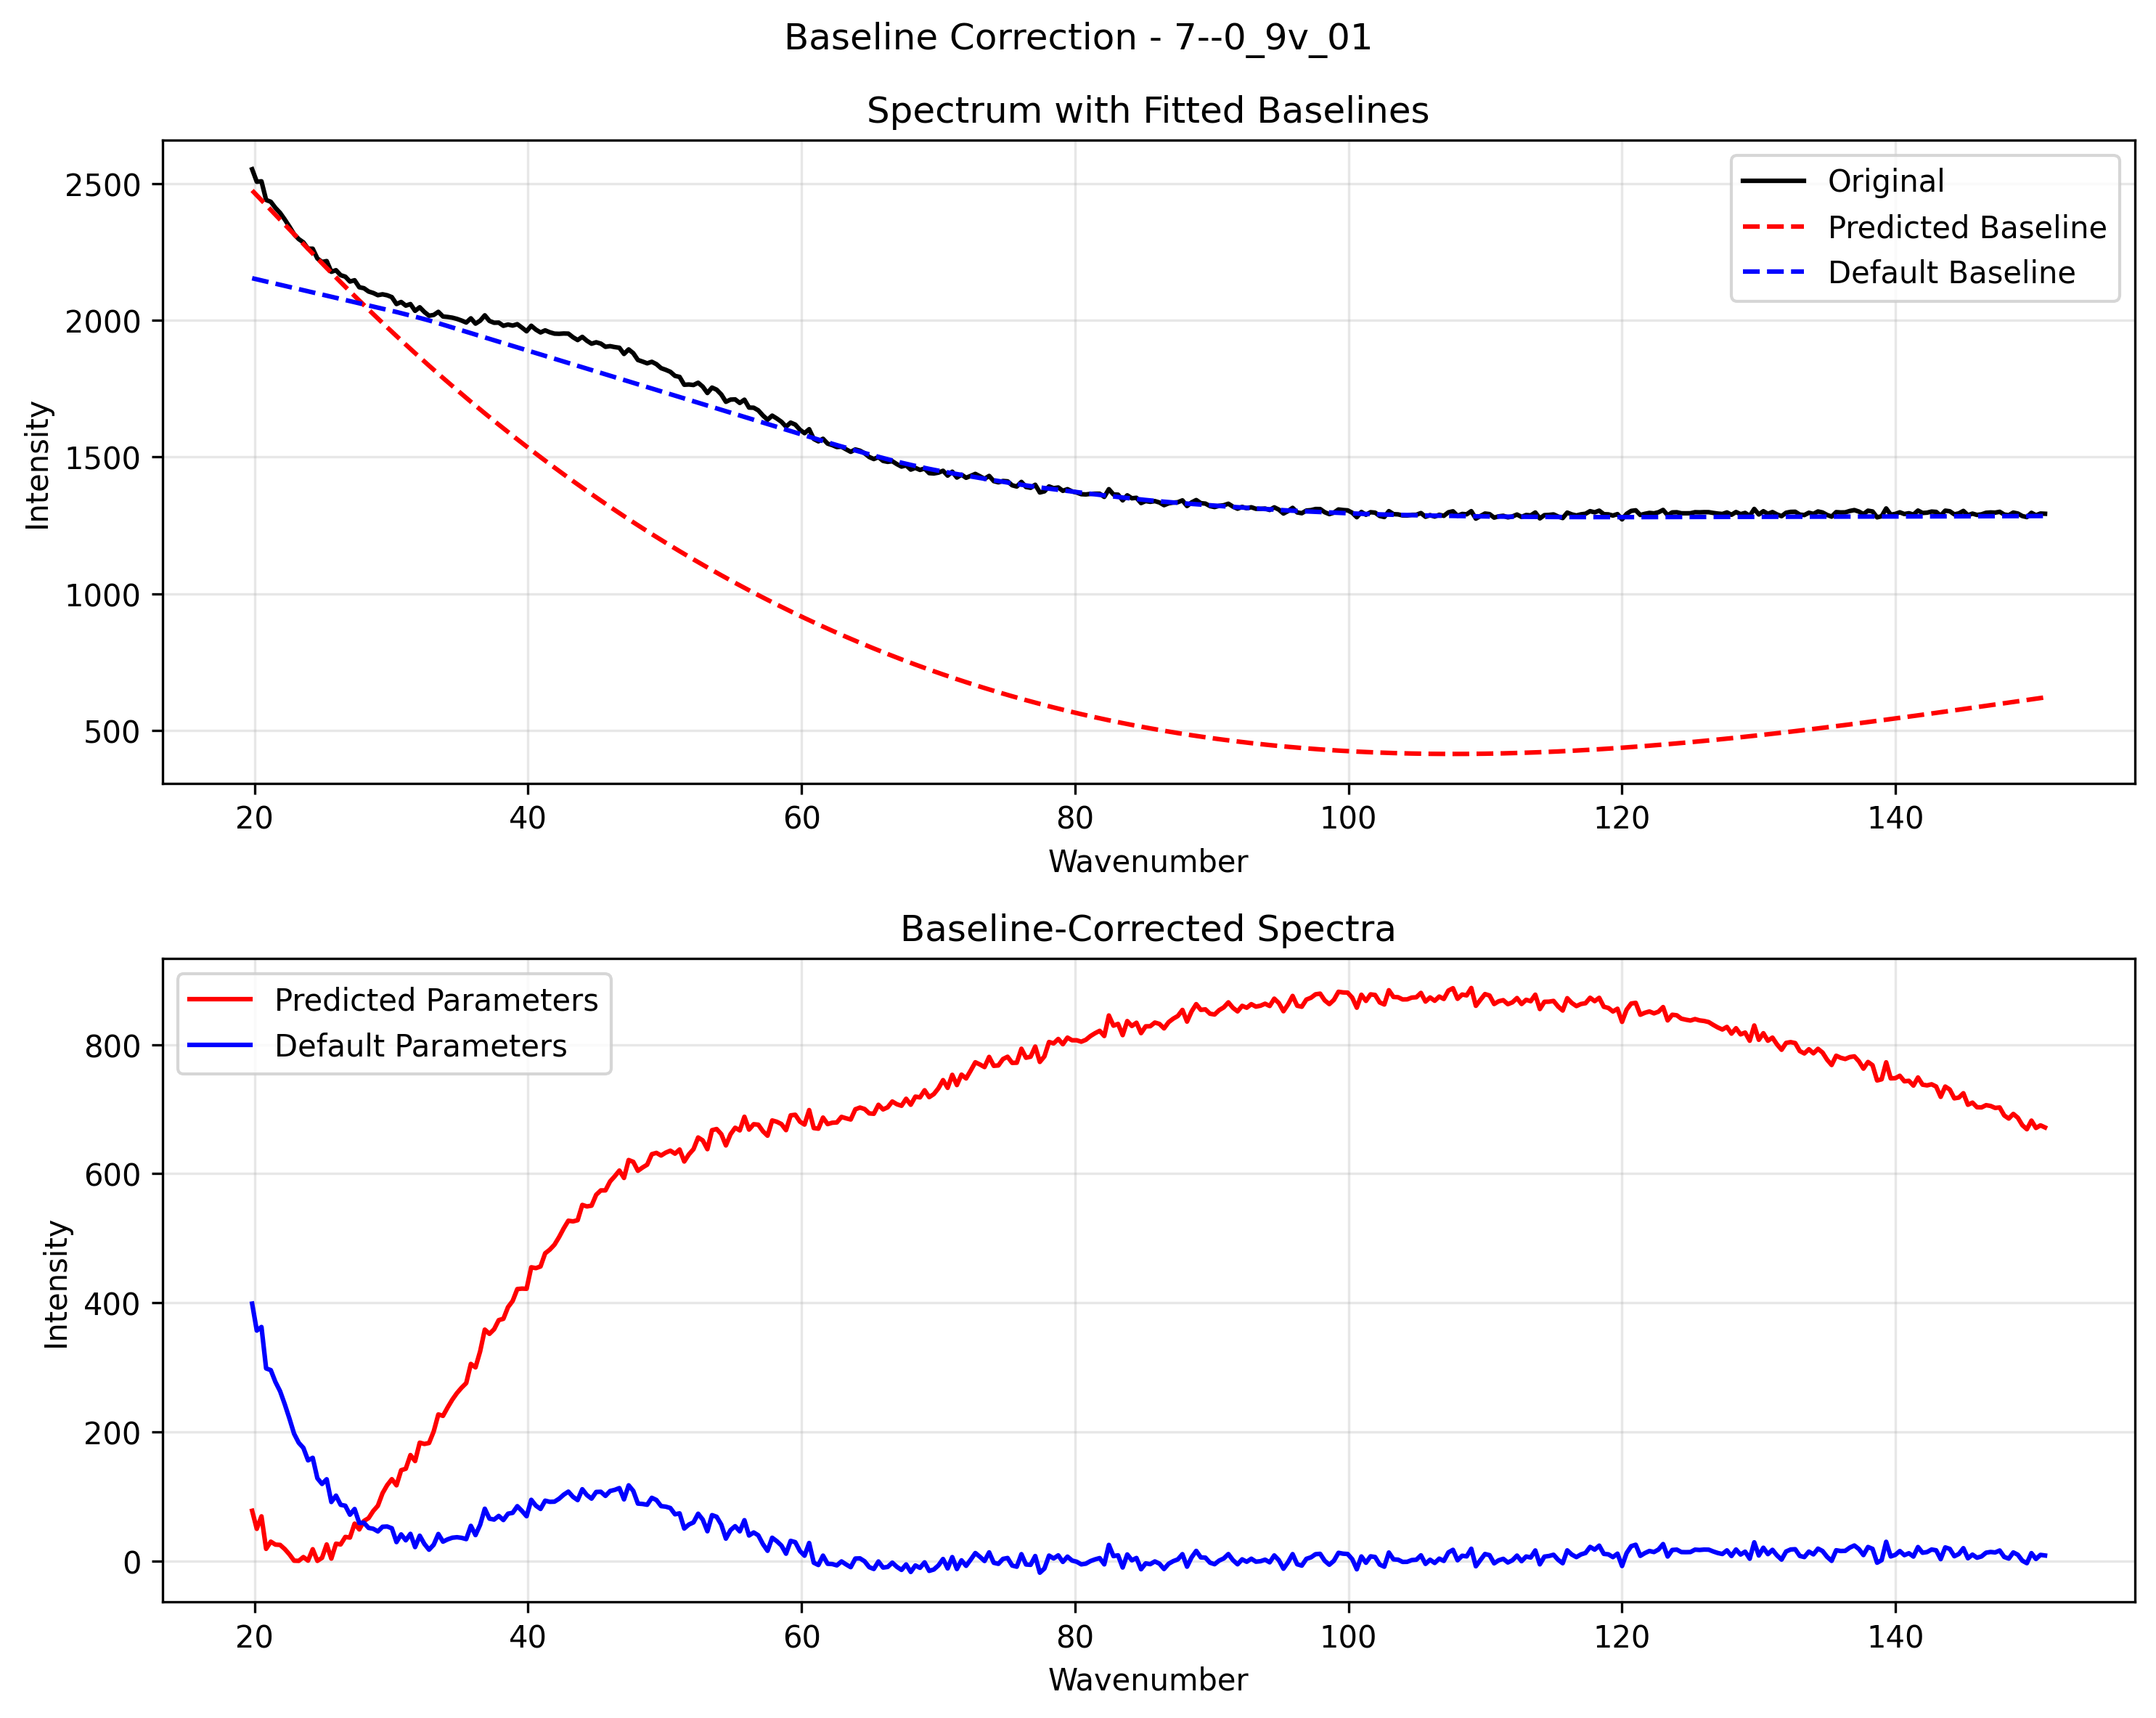 Baseline Correction - 7--0_9v_01
Spectrum with Fitted Baselines
2500
2000
1500
1000
500
Intensity
Original
Predicted Baseline
Default Baseline
20 40 60 80 100 120 140
Wavenumber
Baseline-Corrected Spectra
800
600
400
200
0
Intensity
Predicted Parameters
Default Parameters
20 40 60 80 100 120 140
Wavenumber